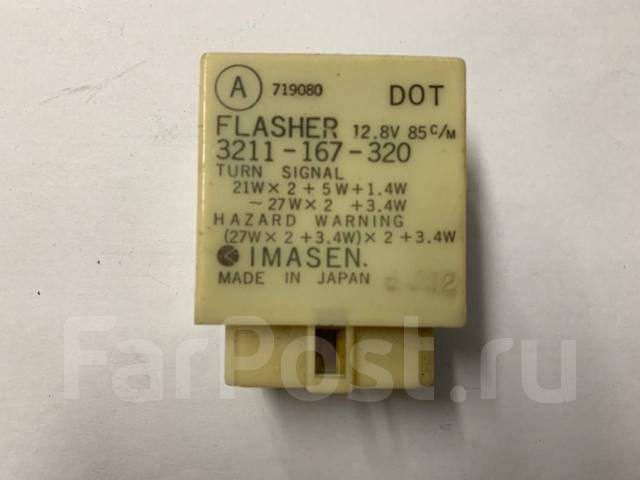 A 719080 DOT
FLASHER 12.8V 85C/M
3211-167-320
TURN SIGNAL
21W×2+5W+1.4W
~27W×2 +3.4W
HAZARD WARNING
(27W×2+3.4W)×2+3.4W
IMASEN.
MADE IN JAPAN
FarPost.ru